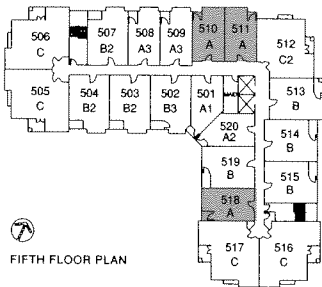 506
C
507
B2
508
A3
509
A3
510
A
511
A
512
C2
505
C
504
B2
503
B2
502
B3
501
A1
513
B
520
A2
514
B
519
B
515
B
518
A
517
C
516
C
FIFTH FLOOR PLAN